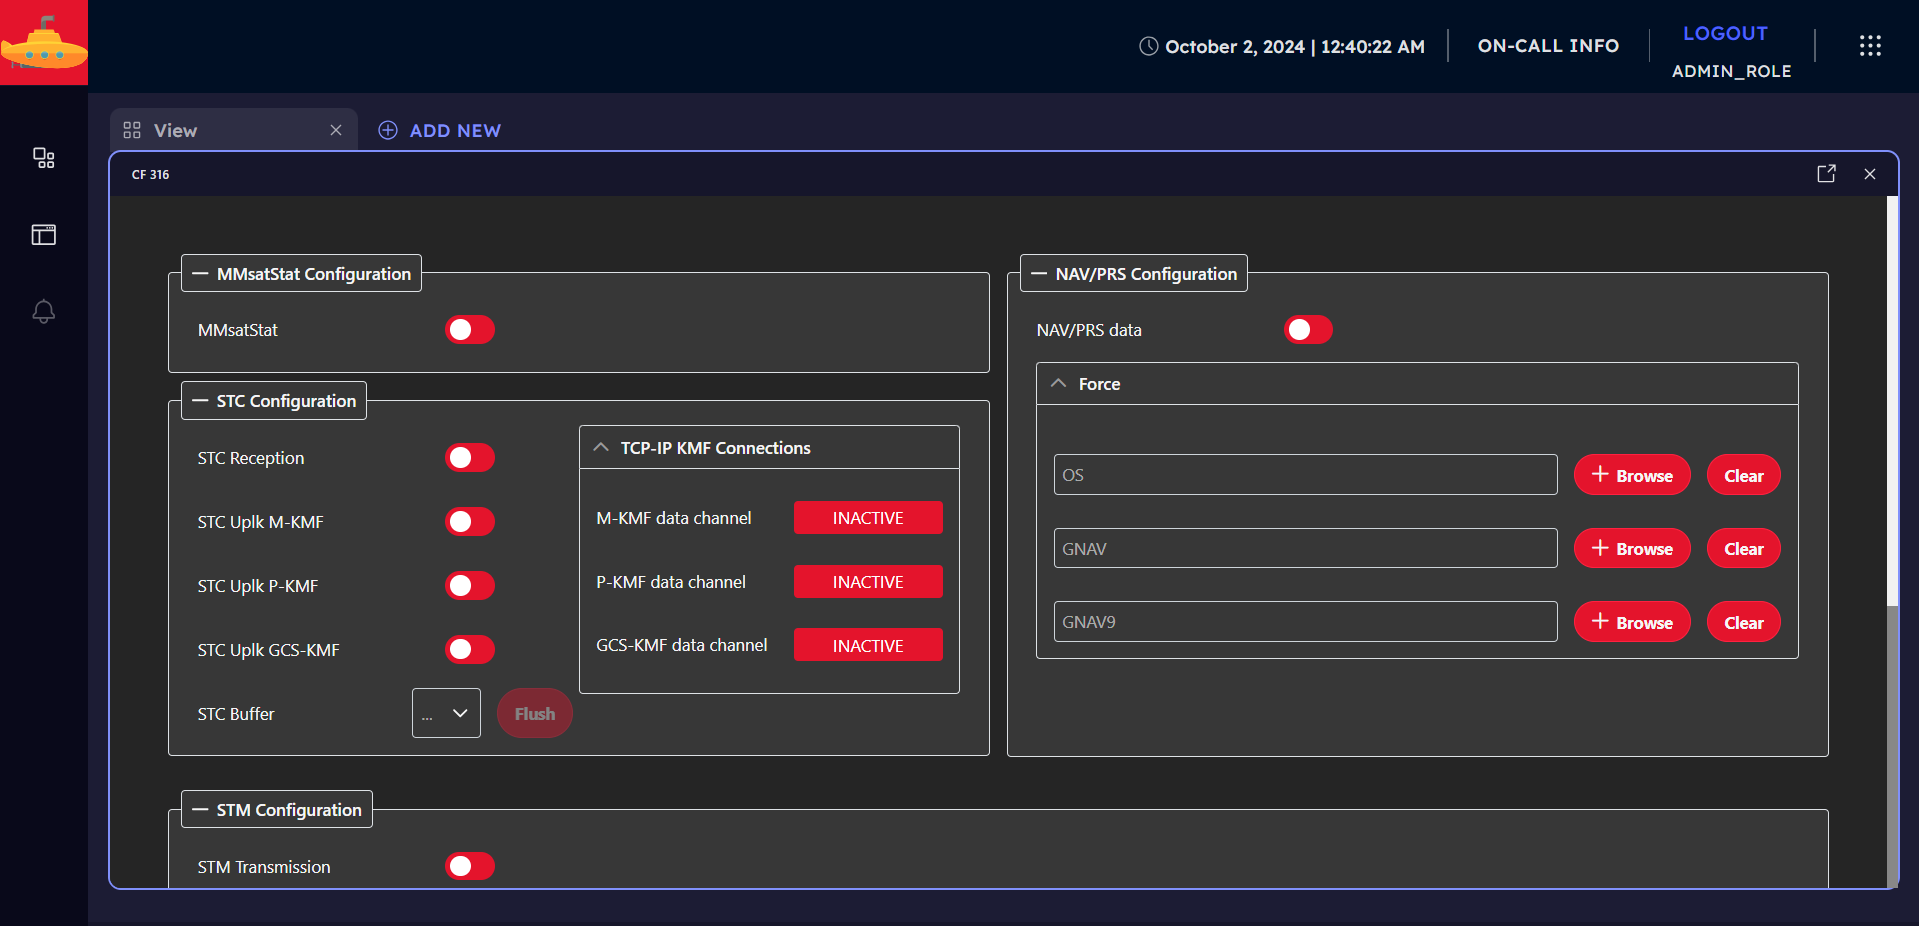 October 2, 2024 | 12:40:22 AM
ON-CALL INFO
LOGOUT
ADMIN_ROLE
View
ADD NEW
CF 316
MMsatStat Configuration
MMsatStat
STC Configuration
STC Reception
STC Uplk M-KMF
STC Uplk P-KMF
STC Uplk GCS-KMF
STC Buffer
...
Flush
TCP-IP KMF Connections
M-KMF data channel
INACTIVE
P-KMF data channel
INACTIVE
GCS-KMF data channel
INACTIVE
NAV/PRS Configuration
NAV/PRS data
Force
OS
Browse
Clear
GNAV
Browse
Clear
GNAV9
Browse
Clear
STM Configuration
STM Transmission